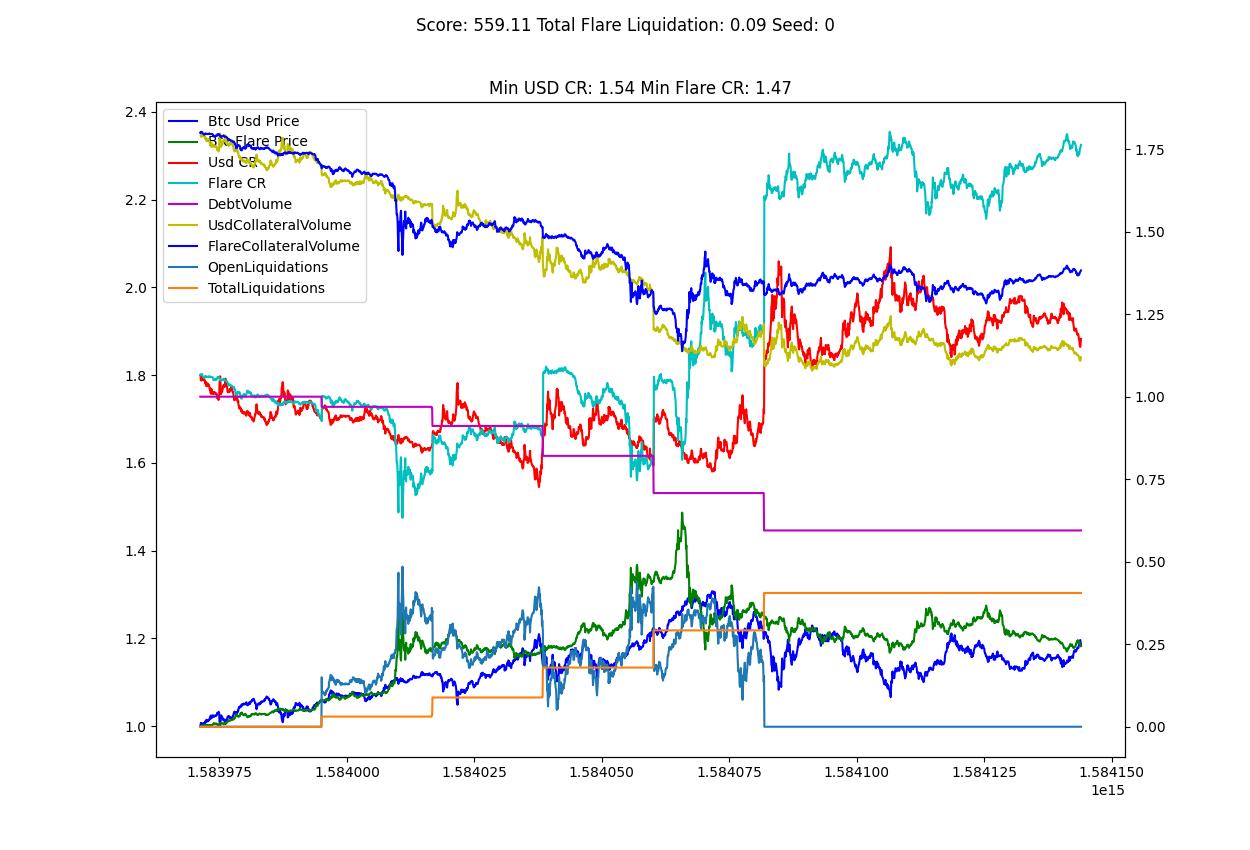 Score: 559.11 Total Flare Liquidation: 0.09 Seed: 0
Min USD CR: 1.54 Min Flare CR: 1.47
Btc Usd Price
Btc Flare Price
Usd CR
Flare CR
DebtVolume
UsdCollateralVolume
FlareCollateralVolume
OpenLiquidations
TotalLiquidations
2.4
2.2
2.0
1.8
1.6
1.4
1.2
1.0
1.75
1.50
1.25
1.00
0.75
0.50
0.25
0.00
1.583975
1.584000
1.584025
1.584050
1.584075
1.584100
1.584125
1.584150
1e15